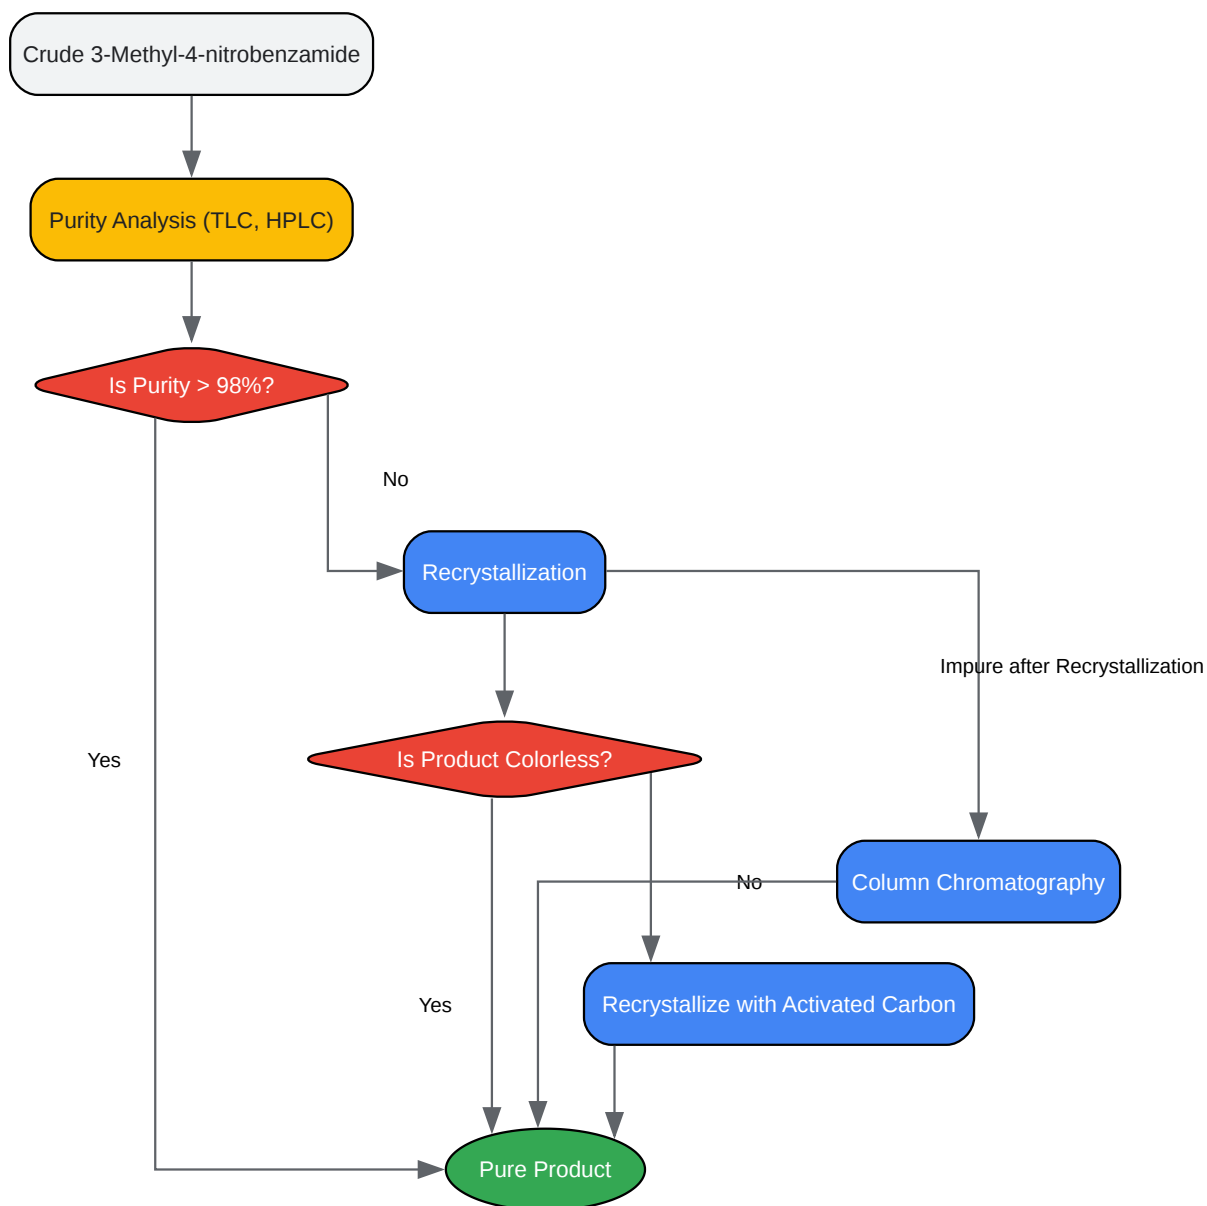 Crude 3-Methyl-4-nitrobenzamide
Purity Analysis (TLC, HPLC)
Is Purity > 98%?
No
Recrystallization
Impure after Recrystallization
Yes
Is Product Colorless?
No
Column Chromatography
Yes
Recrystallize with Activated Carbon
Pure Product